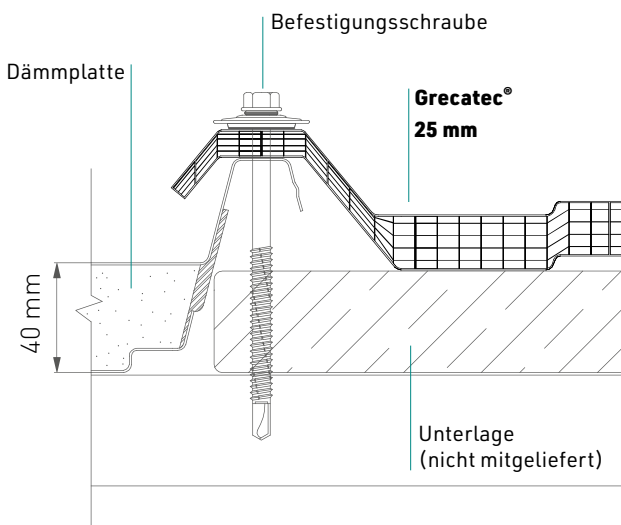 Befestigungsschraube
Dämmplatte
Grecatec®
25 mm
40 mm
Unterlage
(nicht mitgeliefert)